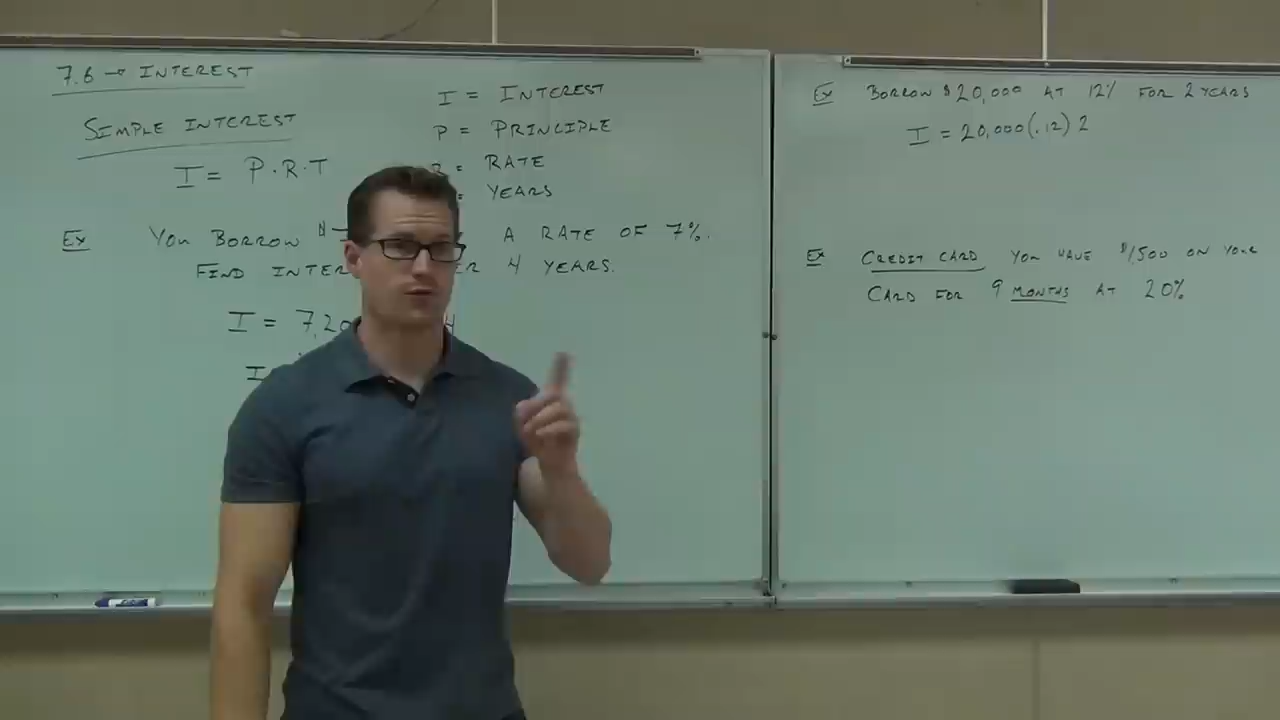 7.6 → INTEREST
SIMPLE INTEREST
I = P·R·T
I = INTEREST
P = PRINCIPLE
= RATE
= YEARS
EX YOU BORROW A RATE OF 7%.
FIND INTER 4 YEARS.
I = 7,20
I
EX BORROW $20,000 AT 12% FOR 2 YEARS
I = 20,000(.12)2
EX CREDIT CARD YOU HAVE $1500 ON YOUR
CARD FOR 9 MONTHS AT 20%